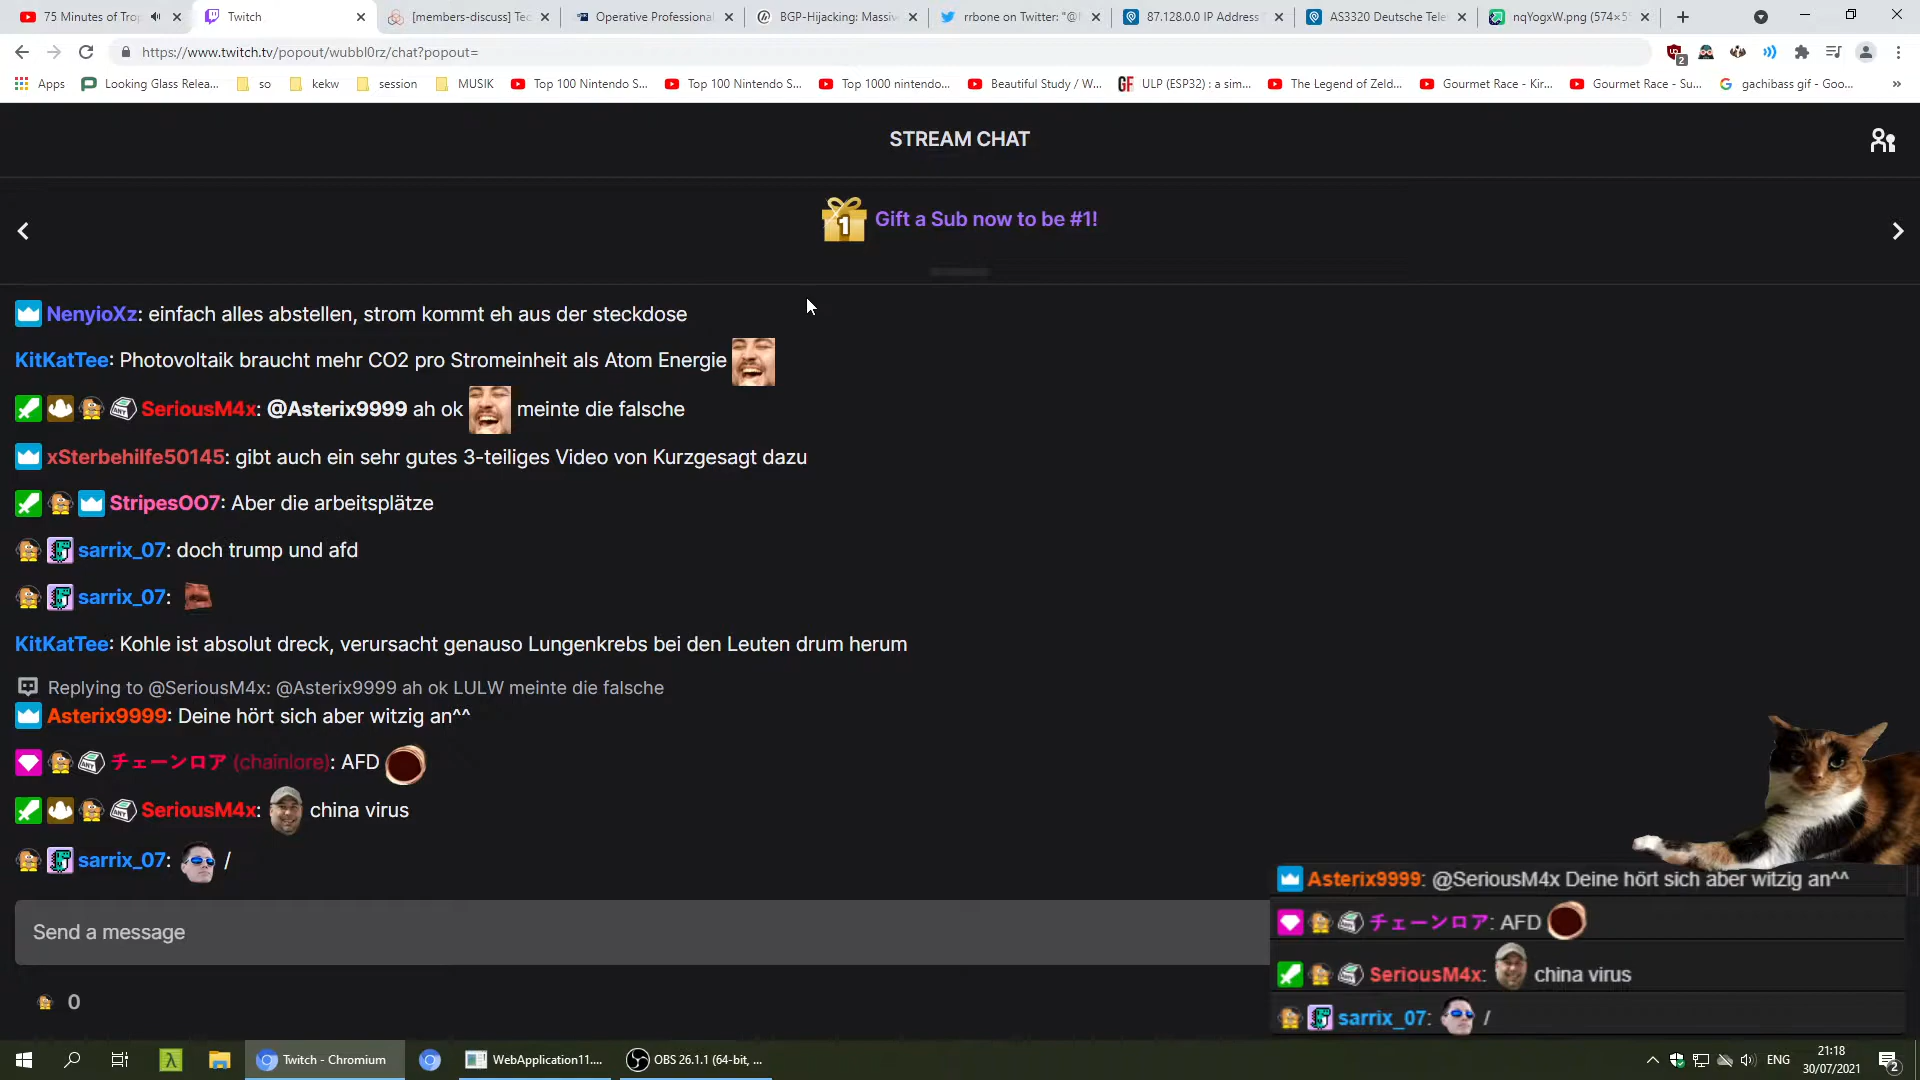 75 Minutes of Tro
Twitch
[members-discuss] Tec
Operative Professional
BGP-Hijacking: Massiv
rrbone on Twitter: "@
87.128.0.0 IP Address
AS3320 Deutsche Tele
nqYogxW.png (574×5
https://www.twitch.tv/popout/wubbl0rz/chat?popout=
2
Apps
Looking Glass Relea...
so
kekw
session
MUSIK
Top 100 Nintendo S...
Top 100 Nintendo S...
Top 1000 nintendo...
Beautiful Study / W...
GF
ULP (ESP32) : a sim...
The Legend of Zeld...
Gourmet Race - Kir...
Gourmet Race - Su...
gachibass gif - Goo...
STREAM CHAT
1
Gift a Sub now to be #1!
NenyioXz: einfach alles abstellen, strom kommt eh aus der steckdose
KitKatTee: Photovoltaik braucht mehr CO2 pro Stromeinheit als Atom Energie
SeriousM4x: @Asterix9999 ah ok meinte die falsche
xSterbehilfe50145: gibt auch ein sehr gutes 3-teiliges Video von Kurzgesagt dazu
StripesOO7: Aber die arbeitsplätze
sarrix_07: doch trump und afd
sarrix_07:
KitKatTee: Kohle ist absolut dreck, verursacht genauso Lungenkrebs bei den Leuten drum herum
Replying to @SeriousM4x: @Asterix9999 ah ok LULW meinte die falsche
Asterix9999: Deine hört sich aber witzig an^^
チェーンロア (chainlore): AFD
SeriousM4x: china virus
sarrix_07: /
Send a message
0
Asterix9999: @SeriousM4x Deine hört sich aber witzig an^^
チェーンロア: AFD
SeriousM4x: china virus
sarrix_07: /
Twitch - Chromium
WebApplication11....
OBS 26.1.1 (64-bit, ...
ENG
21:18
30/07/2021
2